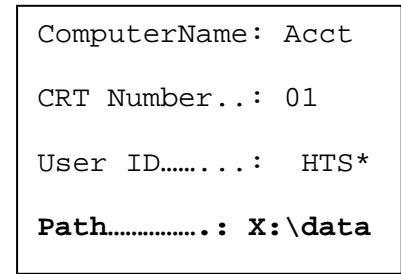 ComputerName: Acct
CRT Number..: 01
User ID……...: HTS*
Path…………….: X:\data